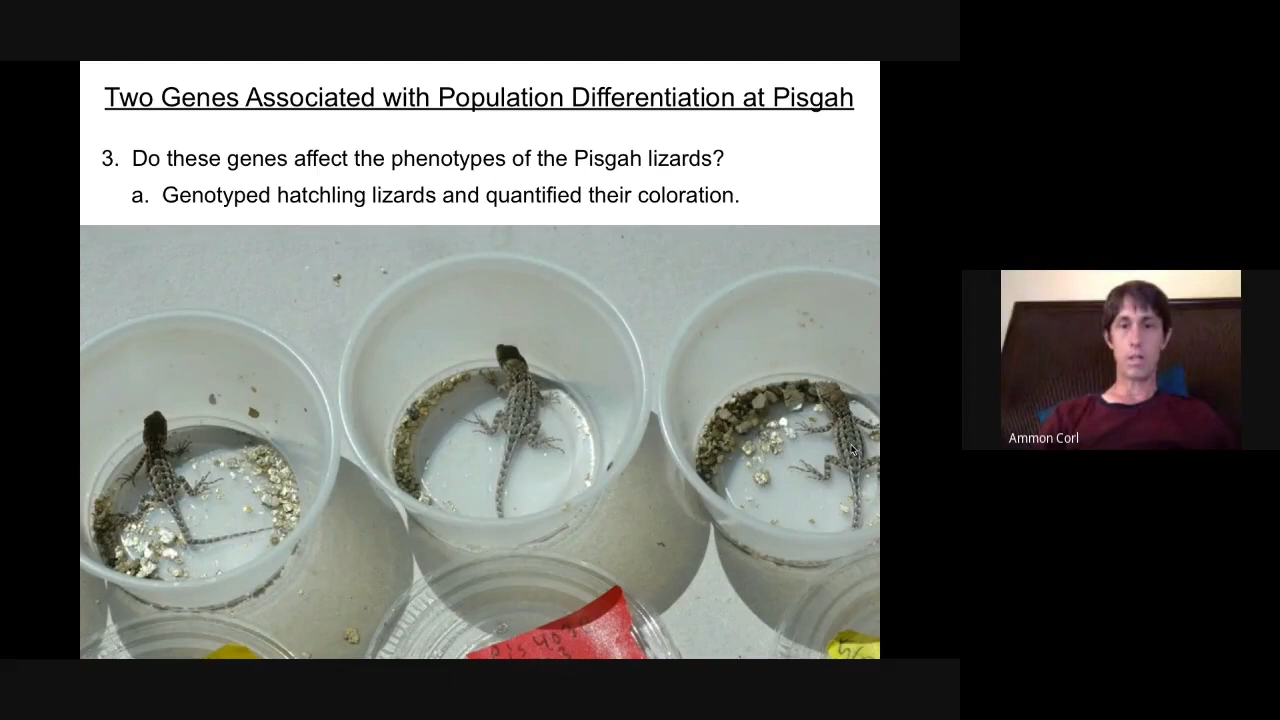 Two Genes Associated with Population Differentiation at Pisgah
3. Do these genes affect the phenotypes of the Pisgah lizards?
a. Genotyped hatchling lizards and quantified their coloration.
Ammon Corl